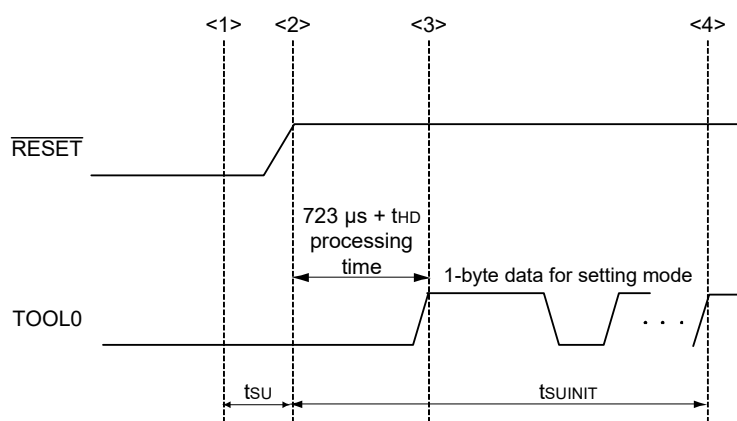 <1> <2> <3> <4>
RESET
723 µs + tHD
processing
time
1-byte data for setting mode
TOOL0
. . .
tSU tSUINIT